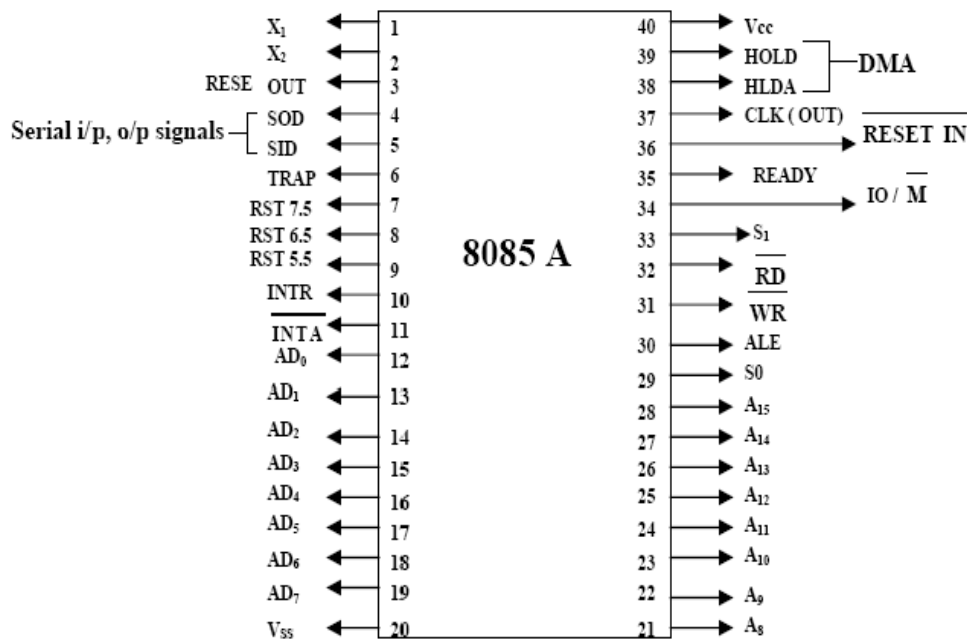 X₁ 1 40 Vcc
X₂ 2 39 HOLD
DMA
RESE OUT 3 38 HLDA
SOD 4 37 CLK ( OUT)
Serial i/p, o/p signals
SID 5 36 RESET IN
TRAP 6 35 READY
RST 7.5 7 34 IO / M
RST 6.5 8 33 S₁
8085 A
RST 5.5 9 32 RD
INTR 10 31 WR
INTA 11 30 ALE
AD₀ 12 29 S0
AD₁ 13 28 A₁₅
AD₂ 14 27 A₁₄
AD₃ 15 26 A₁₃
AD₄ 16 25 A₁₂
AD₅ 17 24 A₁₁
AD₆ 18 23 A₁₀
AD₇ 19 22 A₉
Vss 20 21 A₈